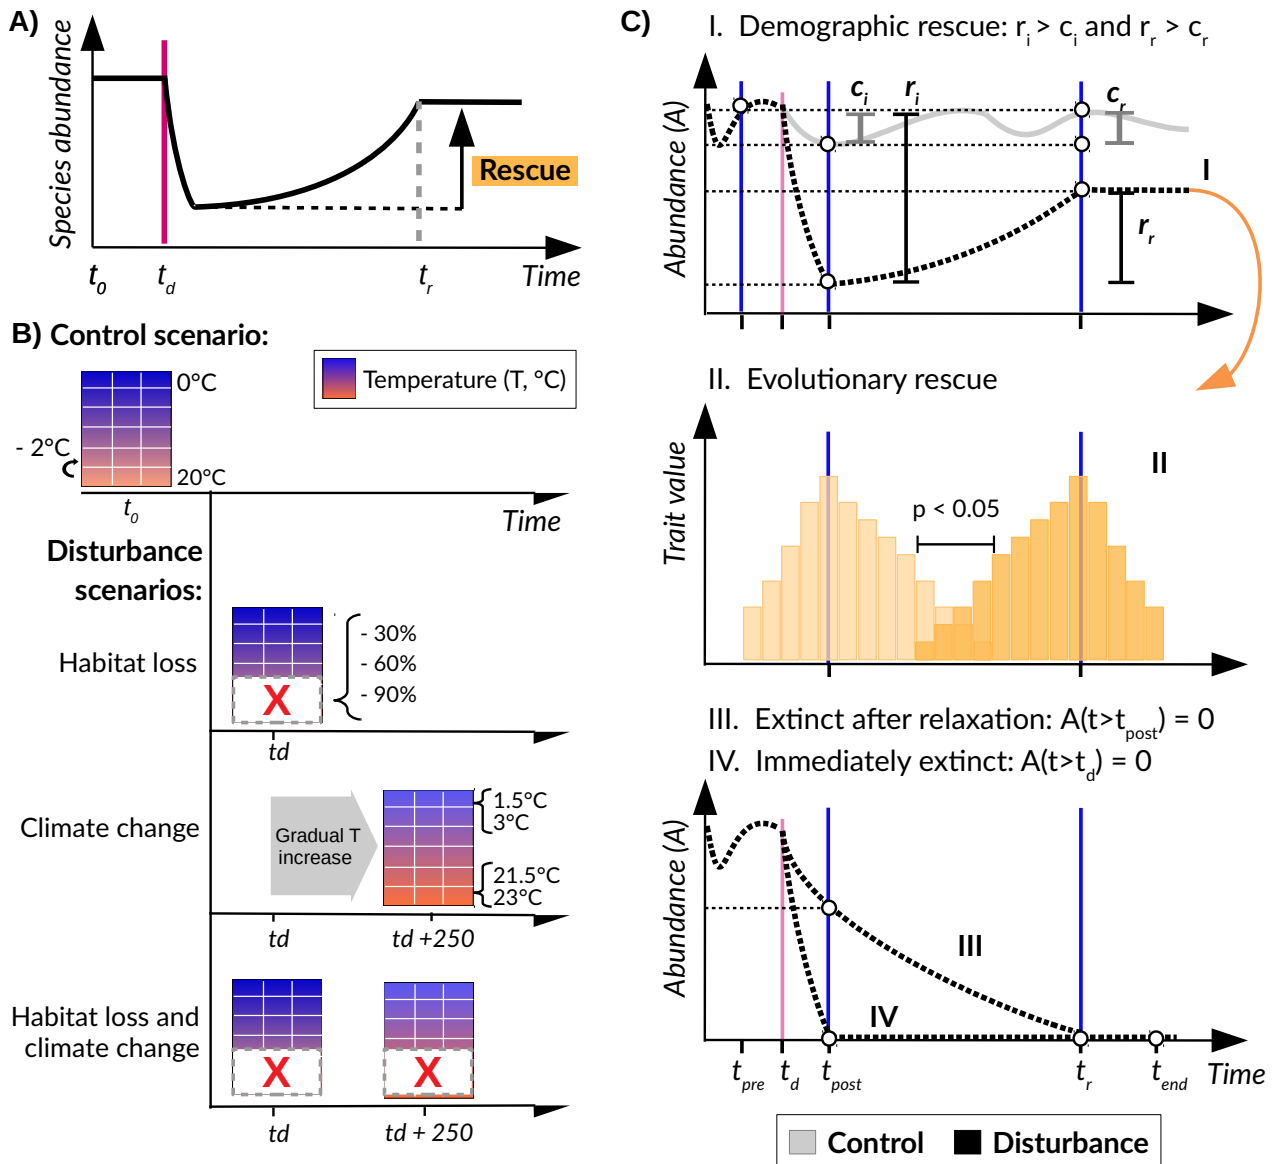 A)
Species abundance
Rescue
t0
td
tr
Time
B) Control scenario:
Temperature (T, °C)
0°C
- 2°C
20°C
t0
Time
Disturbance
scenarios:
Habitat loss
X
- 30%
- 60%
- 90%
td
Climate change
Gradual T
increase
1.5°C
3°C
21.5°C
23°C
td
td +250
Habitat loss and
climate change
X
X
td
td + 250
C)
I. Demographic rescue: ri > ci and rr > cr
Abundance (A)
ci
ri
cr
I
rr
II. Evolutionary rescue
Trait value
II
p < 0.05
III. Extinct after relaxation: A(t>tpost) = 0
IV. Immediately extinct: A(t>td) = 0
Abundance (A)
III
IV
tpre
td
tpost
tr
tend
Time
Control
Disturbance